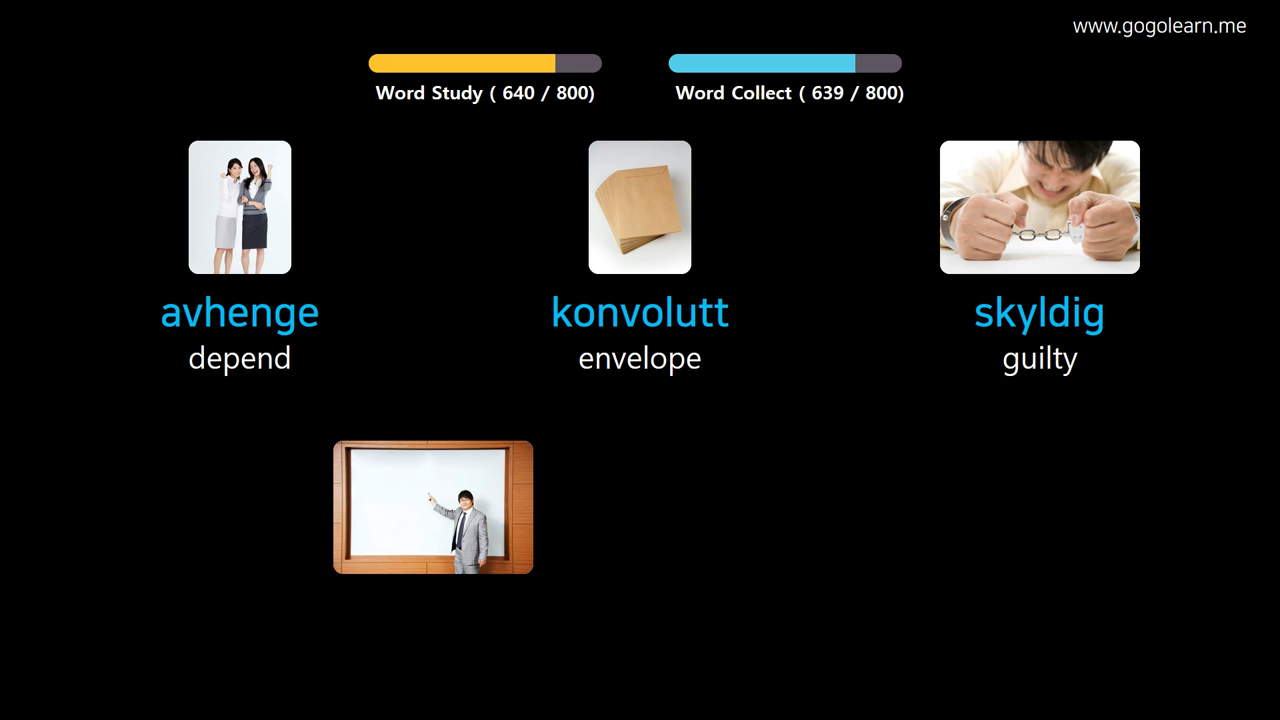 www.gogolearn.me
Word Study ( 640 / 800)
Word Collect ( 639 / 800)
avhenge
depend
konvolutt
envelope
skyldig
guilty